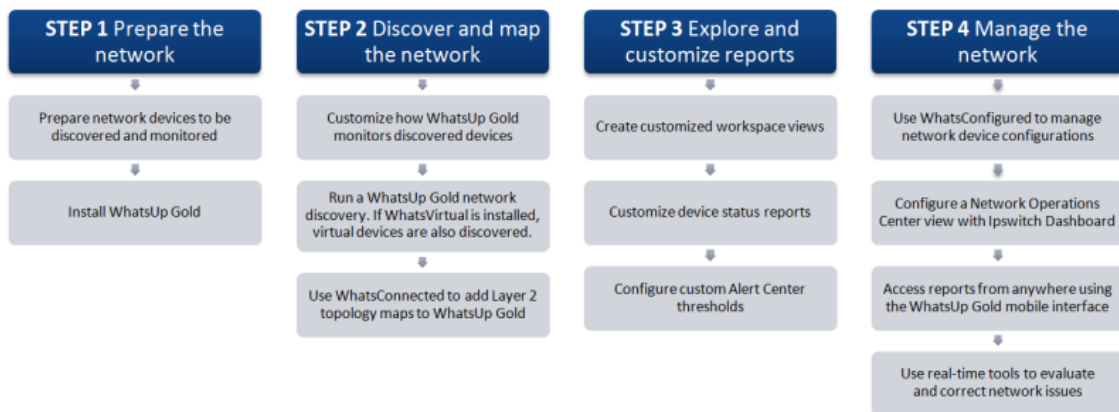 STEP 1 Prepare the
network
Prepare network devices to be
discovered and monitored
Install WhatsUp Gold
STEP 2 Discover and map
the network
Customize how WhatsUp Gold
monitors discovered devices
Run a WhatsUp Gold network
discovery. If WhatsVirtual is installed,
virtual devices are also discovered.
Use WhatsConnected to add Layer 2
topology maps to WhatsUp Gold
STEP 3 Explore and
customize reports
Create customized workspace views
Customize device status reports
Configure custom Alert Center
thresholds
STEP 4 Manage the
network
Use WhatsConfigured to manage
network device configurations
Configure a Network Operations
Center view with Ipswitch Dashboard
Access reports from anywhere using
the WhatsUp Gold mobile interface
Use real-time tools to evaluate
and correct network issues